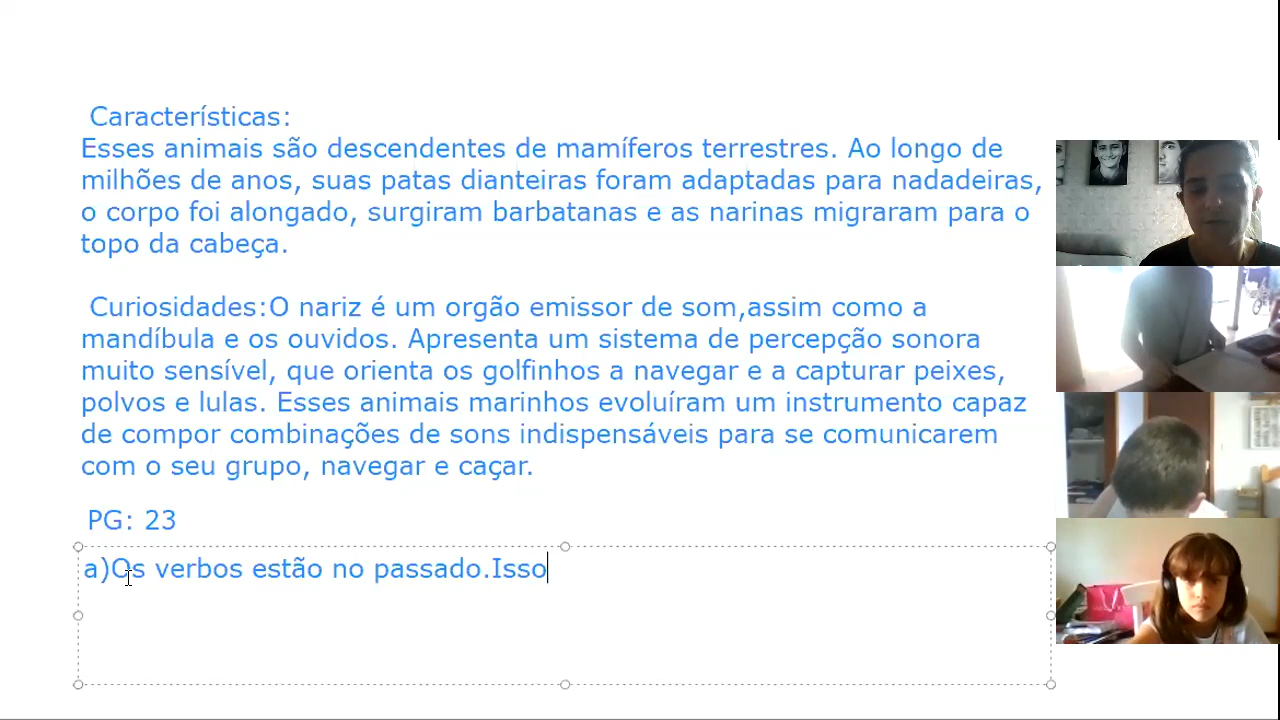 Características:
Esses animais são descendentes de mamíferos terrestres. Ao longo de
milhões de anos, suas patas dianteiras foram adaptadas para nadadeiras,
o corpo foi alongado, surgiram barbatanas e as narinas migraram para o
topo da cabeça.
Curiosidades:O nariz é um orgão emissor de som,assim como a
mandíbula e os ouvidos. Apresenta um sistema de percepção sonora
muito sensível, que orienta os golfinhos a navegar e a capturar peixes,
polvos e lulas. Esses animais marinhos evoluíram um instrumento capaz
de compor combinações de sons indispensáveis para se comunicarem
com o seu grupo, navegar e caçar.
PG: 23
a)Os verbos estão no passado.Isso